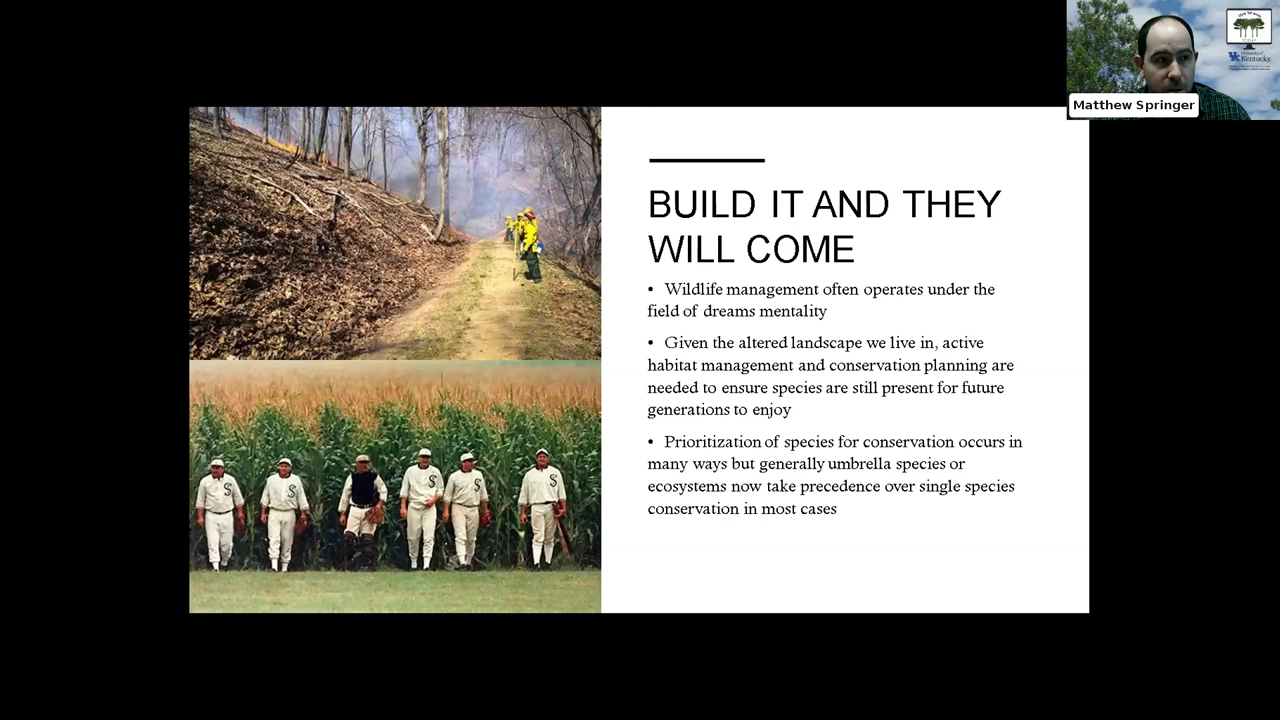 University of
Kentucky
Matthew Springer
BUILD IT AND THEY
WILL COME
• Wildlife management often operates under the
field of dreams mentality
• Given the altered landscape we live in, active
habitat management and conservation planning are
needed to ensure species are still present for future
generations to enjoy
• Prioritization of species for conservation occurs in
many ways but generally umbrella species or
ecosystems now take precedence over single species
conservation in most cases